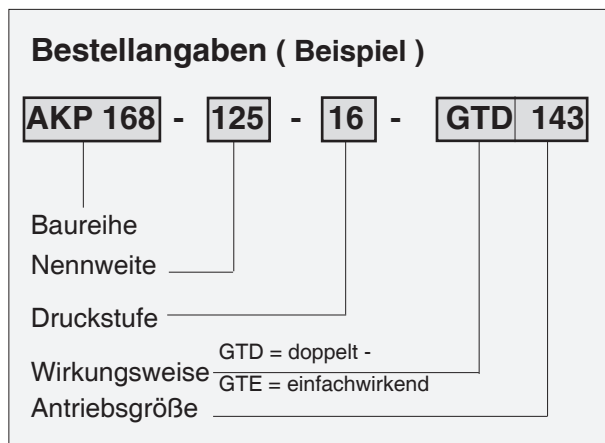 Bestellangaben ( Beispiel )
AKP 168 - 125 - 16 - GTD 143
Baureihe
Nennweite
Druckstufe
Wirkungsweise GTD = doppelt -
GTE = einfachwirkend
Antriebsgröße